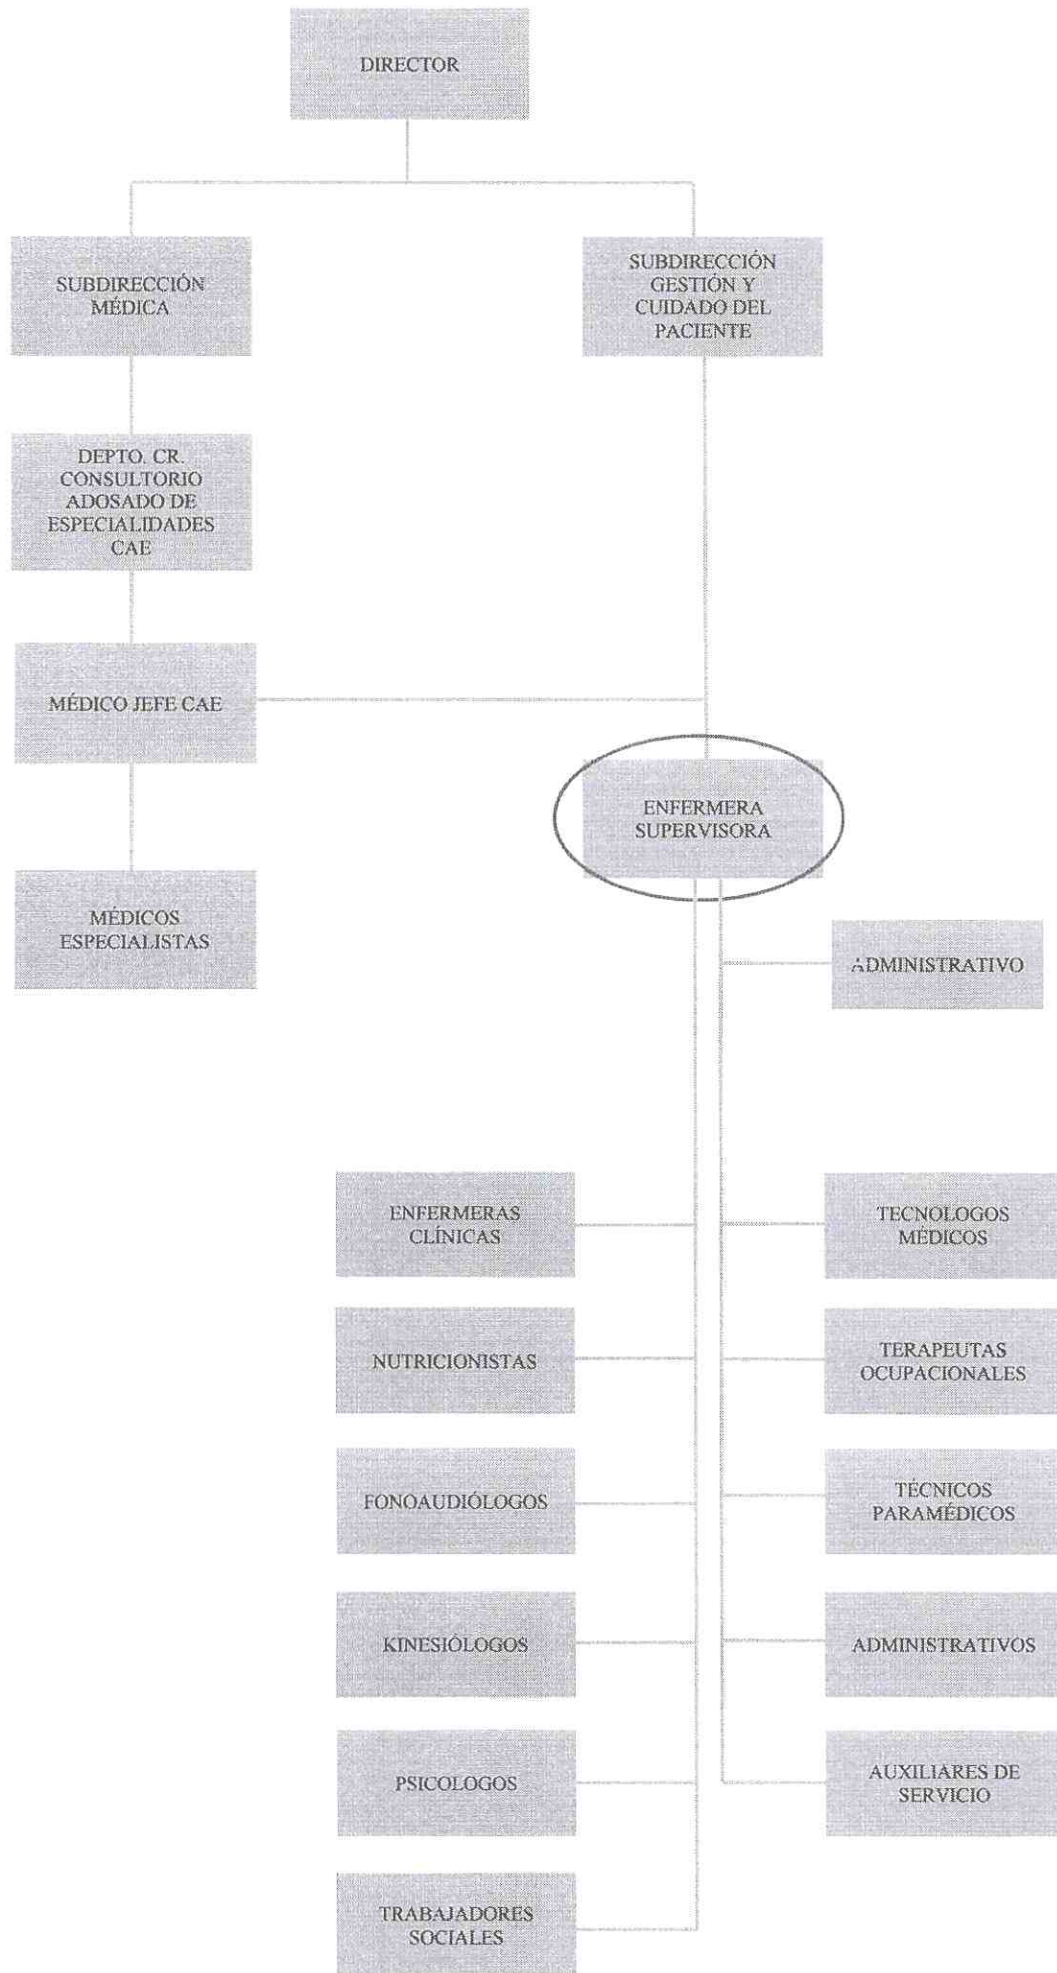 DIRECTOR
SUBDIRECCIÓN
MÉDICA
SUBDIRECCIÓN
GESTIÓN Y
CUIDADO DEL
PACIENTE
DEPTO. CR.
CONSULTORIO
ADOSADO DE
ESPECIALIDADES
CAE
MÉDICO JEFE CAE
ENFERMERA
SUPERVISORA
MÉDICOS
ESPECIALISTAS
ADMINISTRATIVO
ENFERMERAS
CLÍNICAS
TECNOLOGOS
MÉDICOS
NUTRICIONISTAS
TERAPEUTAS
OCUPACIONALES
FONOAUDIÓLOGOS
TÉCNICOS
PARAMÉDICOS
KINESIÓLOGOS
ADMINISTRATIVOS
PSICOLOGOS
AUXILIARES DE
SERVICIO
TRABAJADORES
SOCIALES